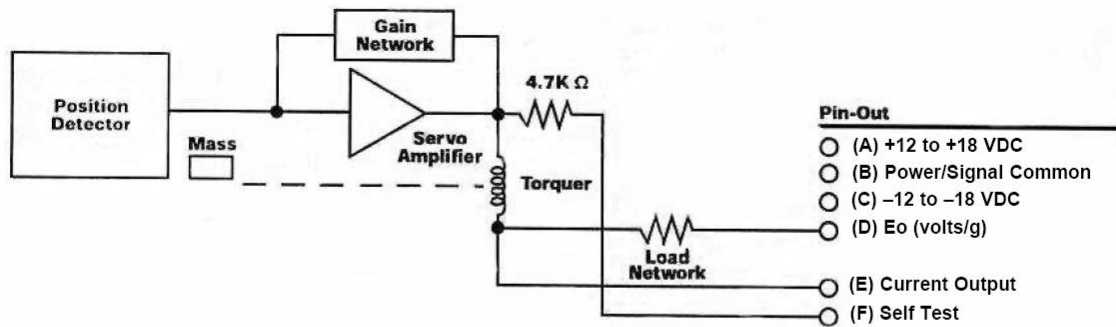 Gain
Network
Position
Detector
4.7K Ω
Servo
Amplifier
Mass
Torquer
Load
Network
Pin-Out
(A) +12 to +18 VDC
(B) Power/Signal Common
(C) –12 to –18 VDC
(D) Eo (volts/g)
(E) Current Output
(F) Self Test